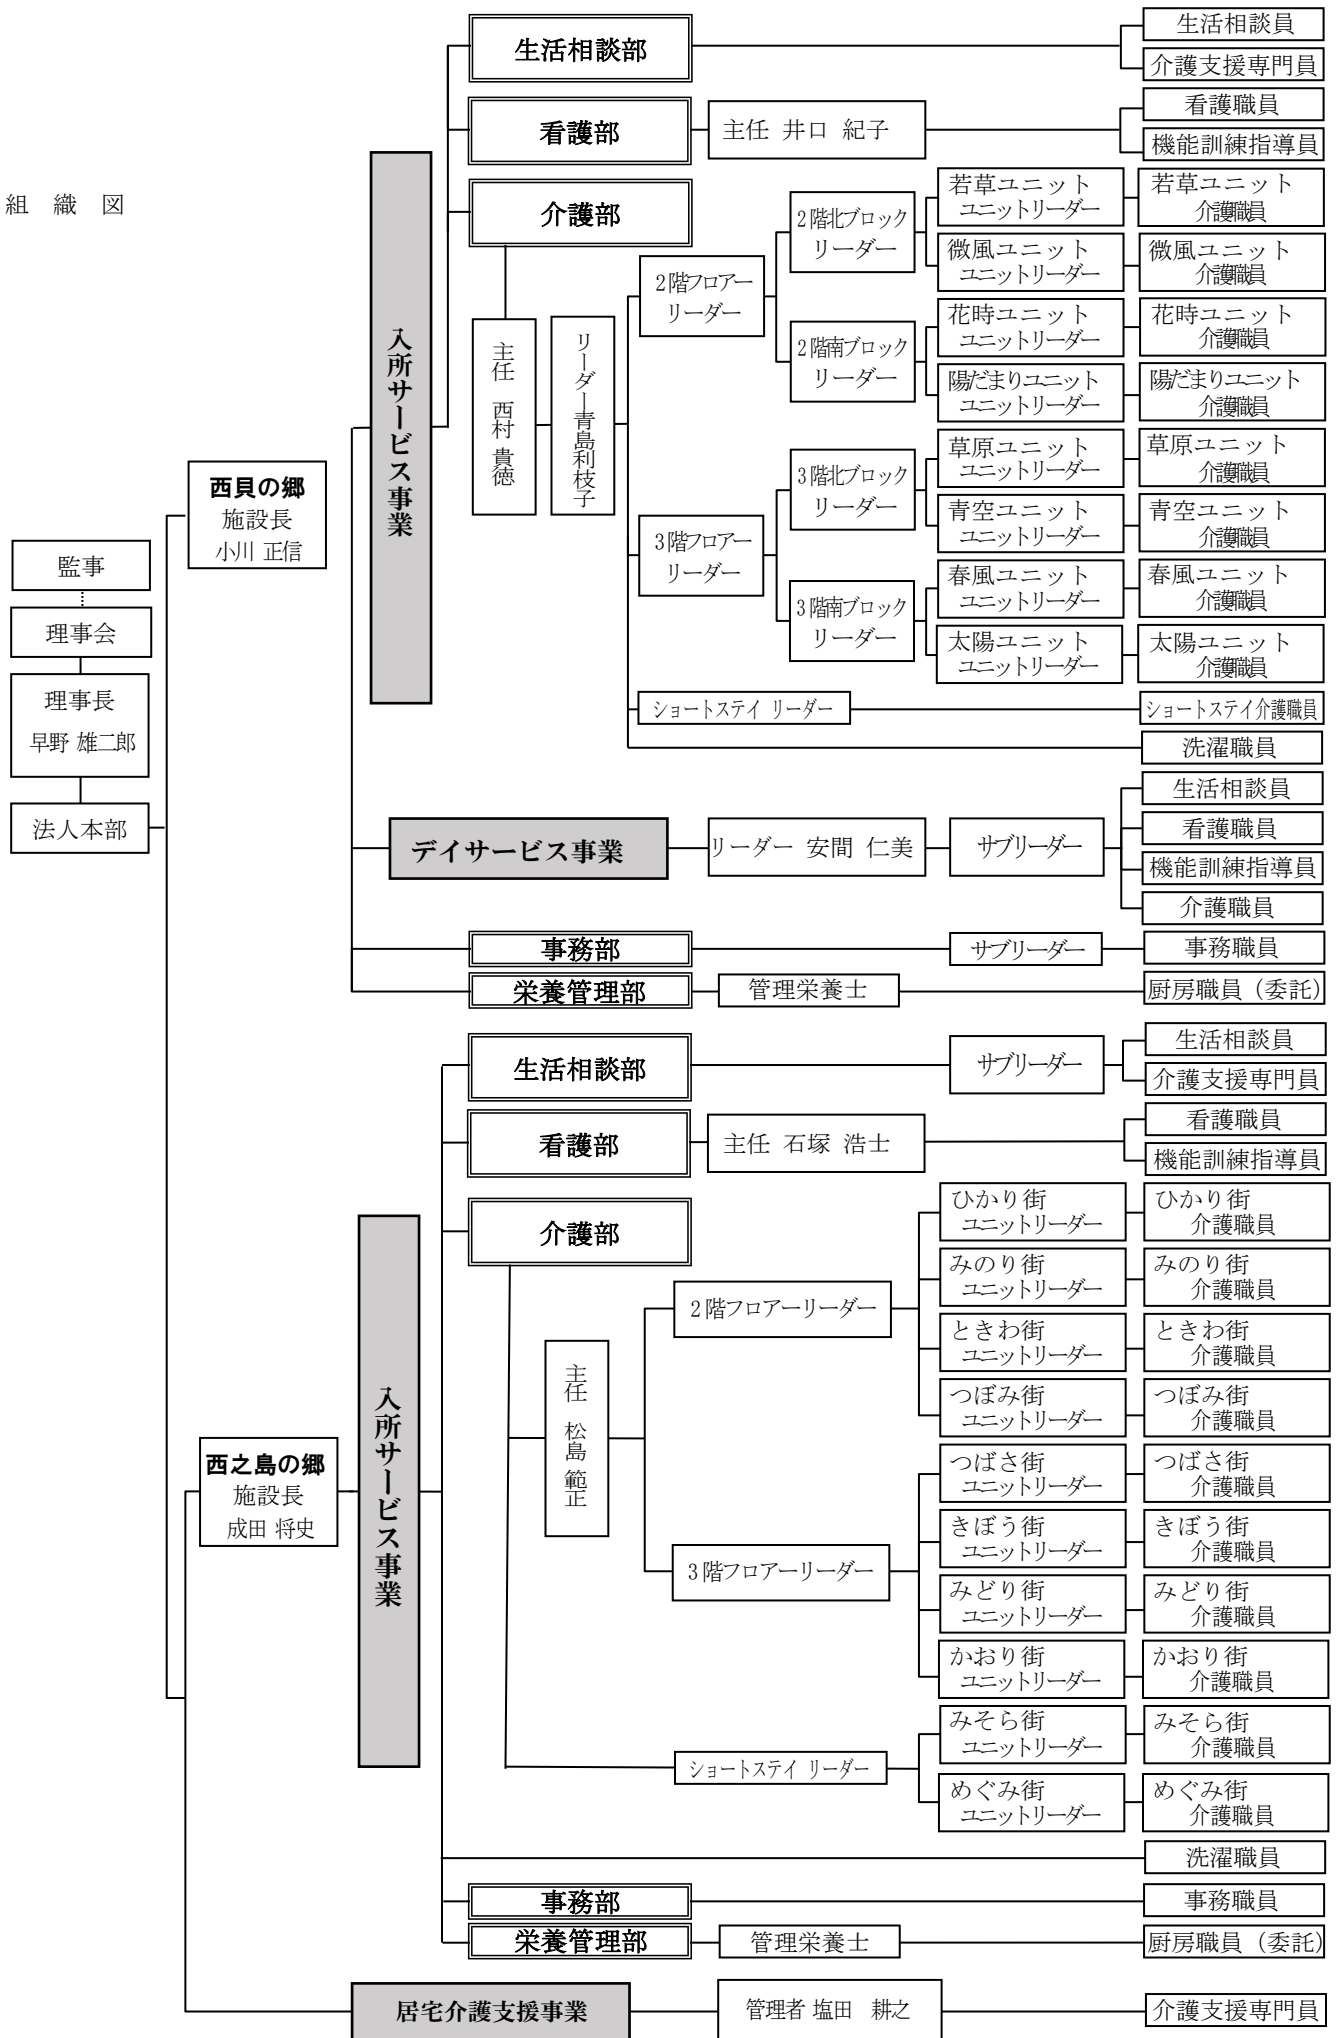 組 織 図
監事
理事会
理事長
早野 雄二郎
法人本部
西貝の郷
施設長
小川 正信
入所サービス事業
生活相談部
生活相談員
介護支援専門員
看護部
主任 井口 紀子
看護職員
機能訓練指導員
介護部
主任 西村 貴徳
リーダー青島利枝子
2階フロアー
リーダー
2階北ブロック
リーダー
若草ユニット
ユニットリーダー
若草ユニット
介護職員
微風ユニット
ユニットリーダー
微風ユニット
介護職員
2階南ブロック
リーダー
花時ユニット
ユニットリーダー
花時ユニット
介護職員
陽だまりユニット
ユニットリーダー
陽だまりユニット
介護職員
3階フロアー
リーダー
3階北ブロック
リーダー
草原ユニット
ユニットリーダー
草原ユニット
介護職員
青空ユニット
ユニットリーダー
青空ユニット
介護職員
3階南ブロック
リーダー
春風ユニット
ユニットリーダー
春風ユニット
介護職員
太陽ユニット
ユニットリーダー
太陽ユニット
介護職員
ショートステイ リーダー
ショートステイ介護職員
洗濯職員
デイサービス事業
リーダー 安間 仁美
サブリーダー
生活相談員
看護職員
機能訓練指導員
介護職員
事務部
サブリーダー
事務職員
栄養管理部
管理栄養士
厨房職員（委託）
西之島の郷
施設長
成田 将史
入所サービス事業
生活相談部
サブリーダー
生活相談員
介護支援専門員
看護部
主任 石塚 浩士
看護職員
機能訓練指導員
介護部
主任 松島 範正
2階フロアーリーダー
ひかり街
ユニットリーダー
ひかり街
介護職員
みのり街
ユニットリーダー
みのり街
介護職員
ときわ街
ユニットリーダー
ときわ街
介護職員
つぼみ街
ユニットリーダー
つぼみ街
介護職員
3階フロアーリーダー
つばさ街
ユニットリーダー
つばさ街
介護職員
きぼう街
ユニットリーダー
きぼう街
介護職員
みどり街
ユニットリーダー
みどり街
介護職員
かおり街
ユニットリーダー
かおり街
介護職員
ショートステイ リーダー
みそら街
ユニットリーダー
みそら街
介護職員
めぐみ街
ユニットリーダー
めぐみ街
介護職員
洗濯職員
事務部
事務職員
栄養管理部
管理栄養士
厨房職員（委託）
居宅介護支援事業
管理者 塩田 耕之
介護支援専門員